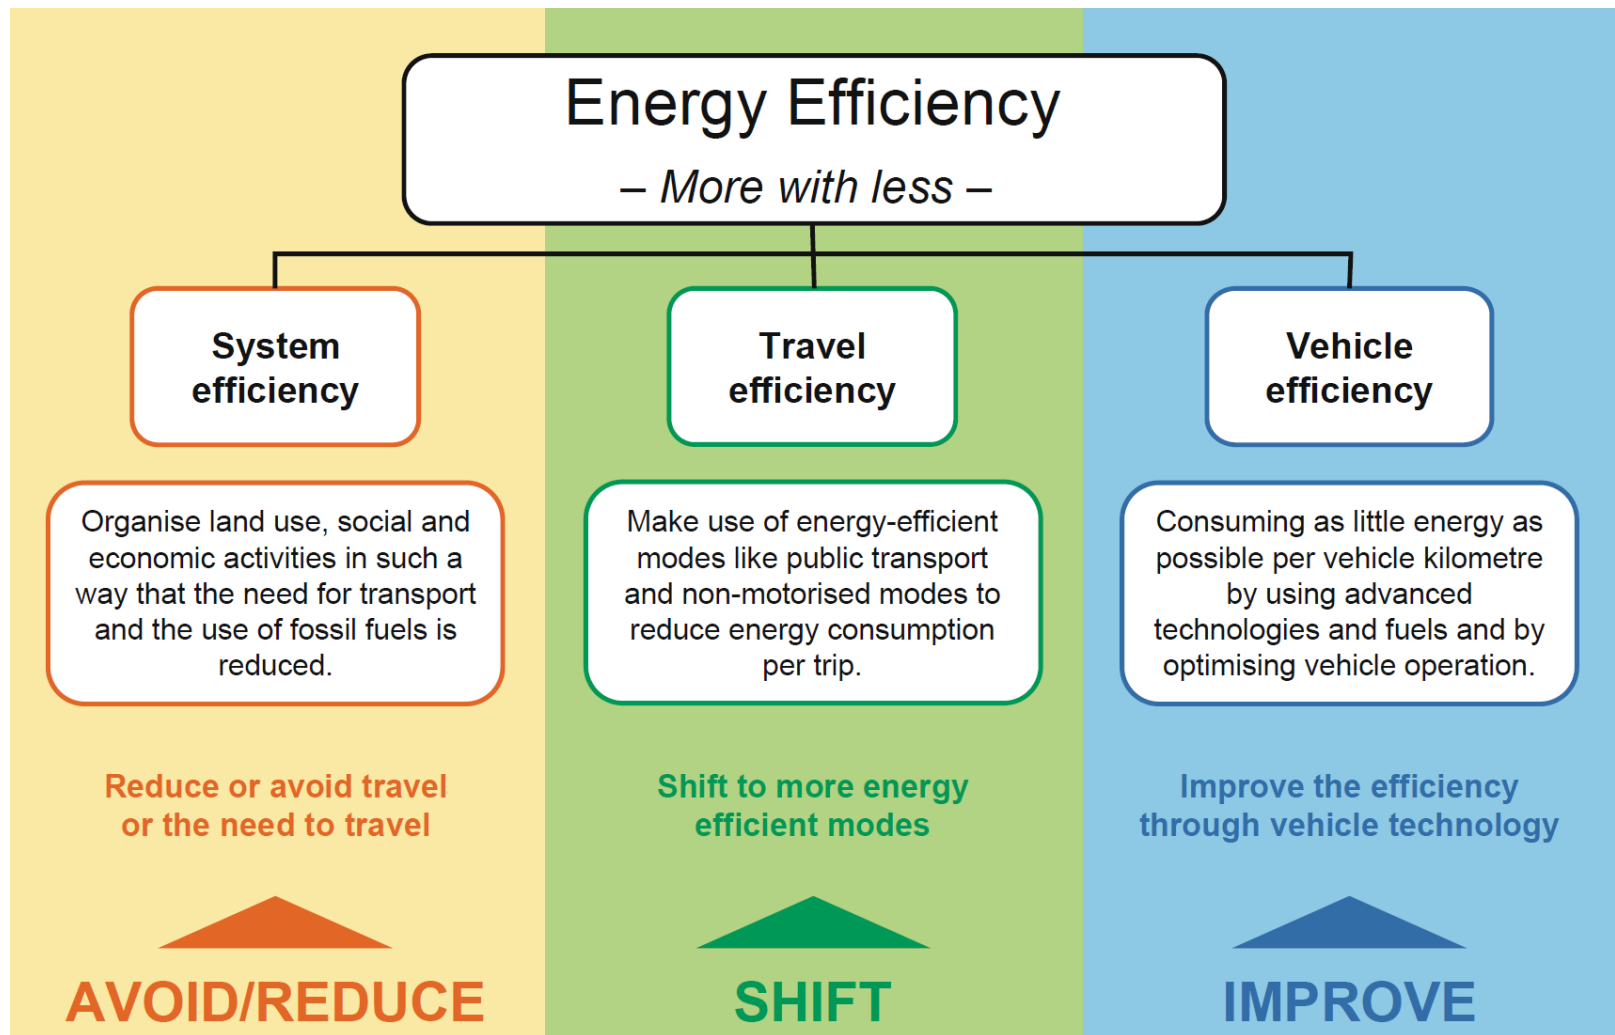 Energy Efficiency
– More with less –
System
efficiency
Organise land use, social and
economic activities in such a
way that the need for transport
and the use of fossil fuels is
reduced.
Reduce or avoid travel
or the need to travel
AVOID/REDUCE
Travel
efficiency
Make use of energy-efficient
modes like public transport
and non-motorised modes to
reduce energy consumption
per trip.
Shift to more energy
efficient modes
SHIFT
Vehicle
efficiency
Consuming as little energy as
possible per vehicle kilometre
by using advanced
technologies and fuels and by
optimising vehicle operation.
Improve the efficiency
through vehicle technology
IMPROVE